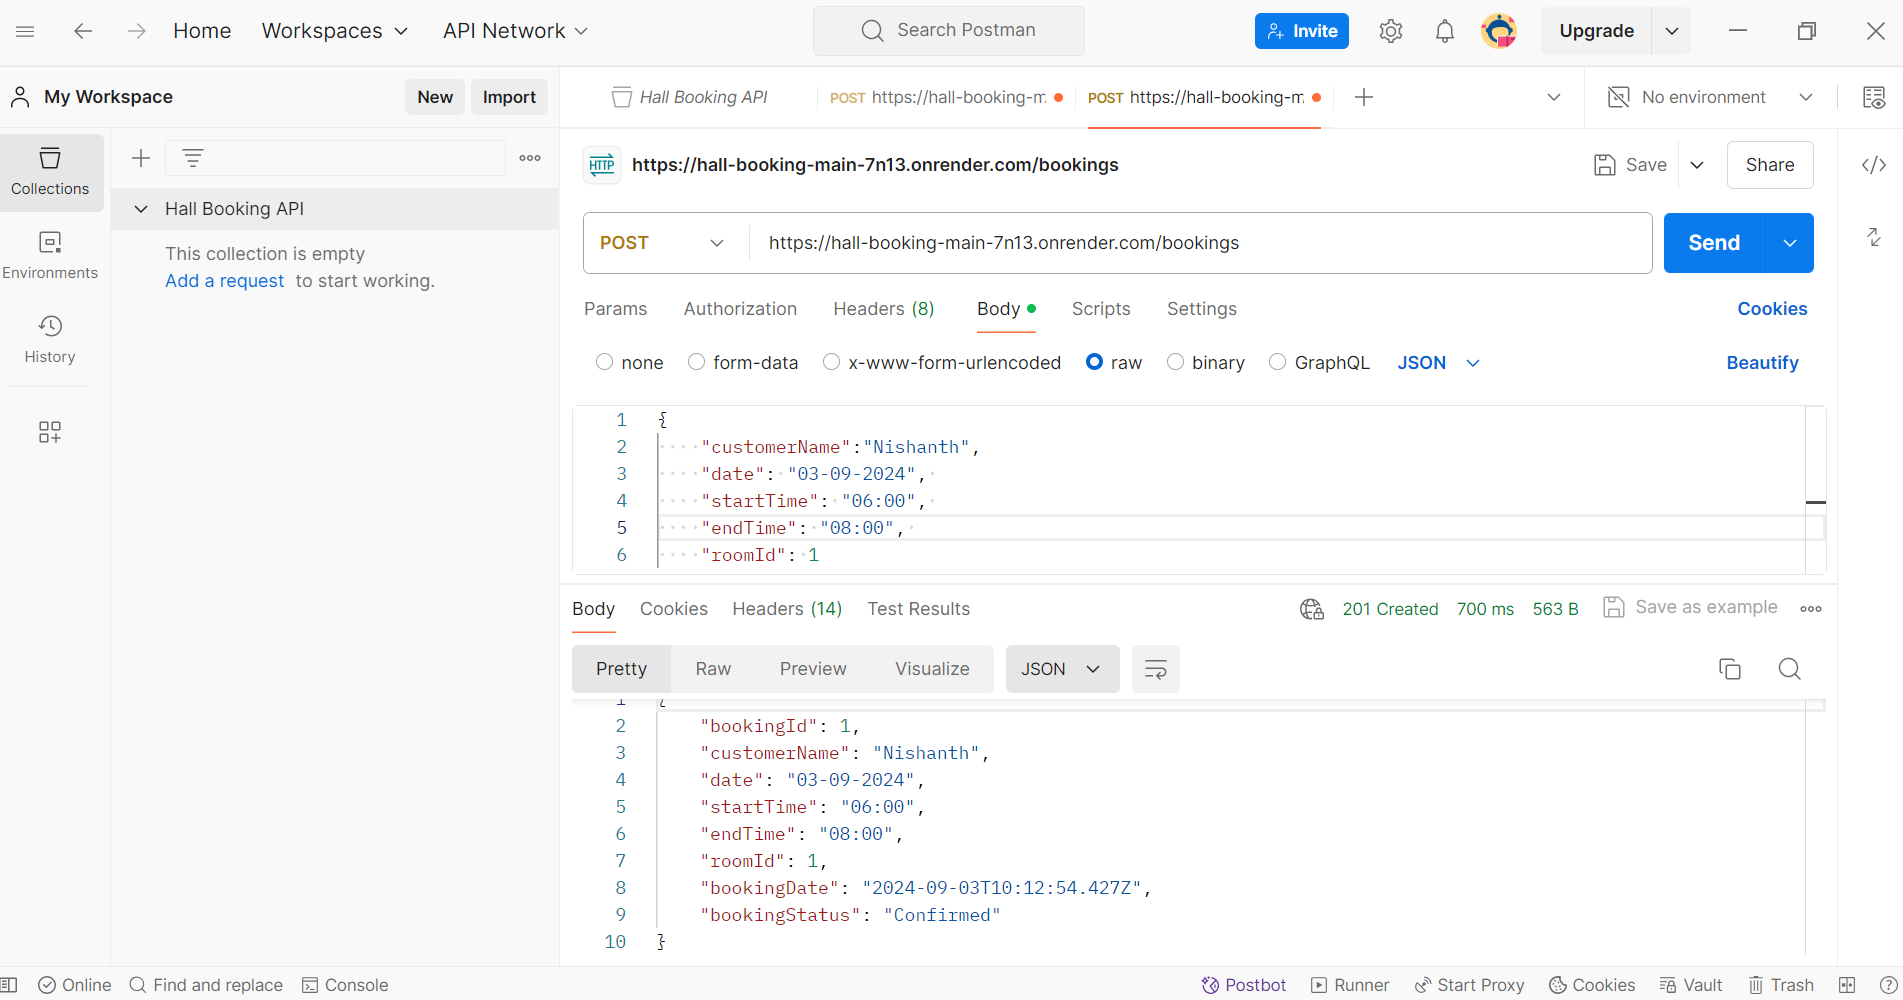 Home Workspaces API Network Search Postman Invite Upgrade
My Workspace New Import Hall Booking API POST https://hall-booking-m POST https://hall-booking-m No environment
Collections
Hall Booking API
This collection is empty
Add a request to start working.
Environments
History
HTTP https://hall-booking-main-7n13.onrender.com/bookings Save Share
POST https://hall-booking-main-7n13.onrender.com/bookings Send
Params Authorization Headers (8) Body Scripts Settings Cookies
none form-data x-www-form-urlencoded raw binary GraphQL JSON Beautify
1 {
2 "customerName":"Nishanth",
3 "date": "03-09-2024",
4 "startTime": "06:00",
5 "endTime": "08:00",
6 "roomId": 1
Body Cookies Headers (14) Test Results 201 Created 700 ms 563 B Save as example
Pretty Raw Preview Visualize JSON
1 {
2 "bookingId": 1,
3 "customerName": "Nishanth",
4 "date": "03-09-2024",
5 "startTime": "06:00",
6 "endTime": "08:00",
7 "roomId": 1,
8 "bookingDate": "2024-09-03T10:12:54.427Z",
9 "bookingStatus": "Confirmed"
10 }
Online Find and replace Console Postbot Runner Start Proxy Cookies Vault Trash